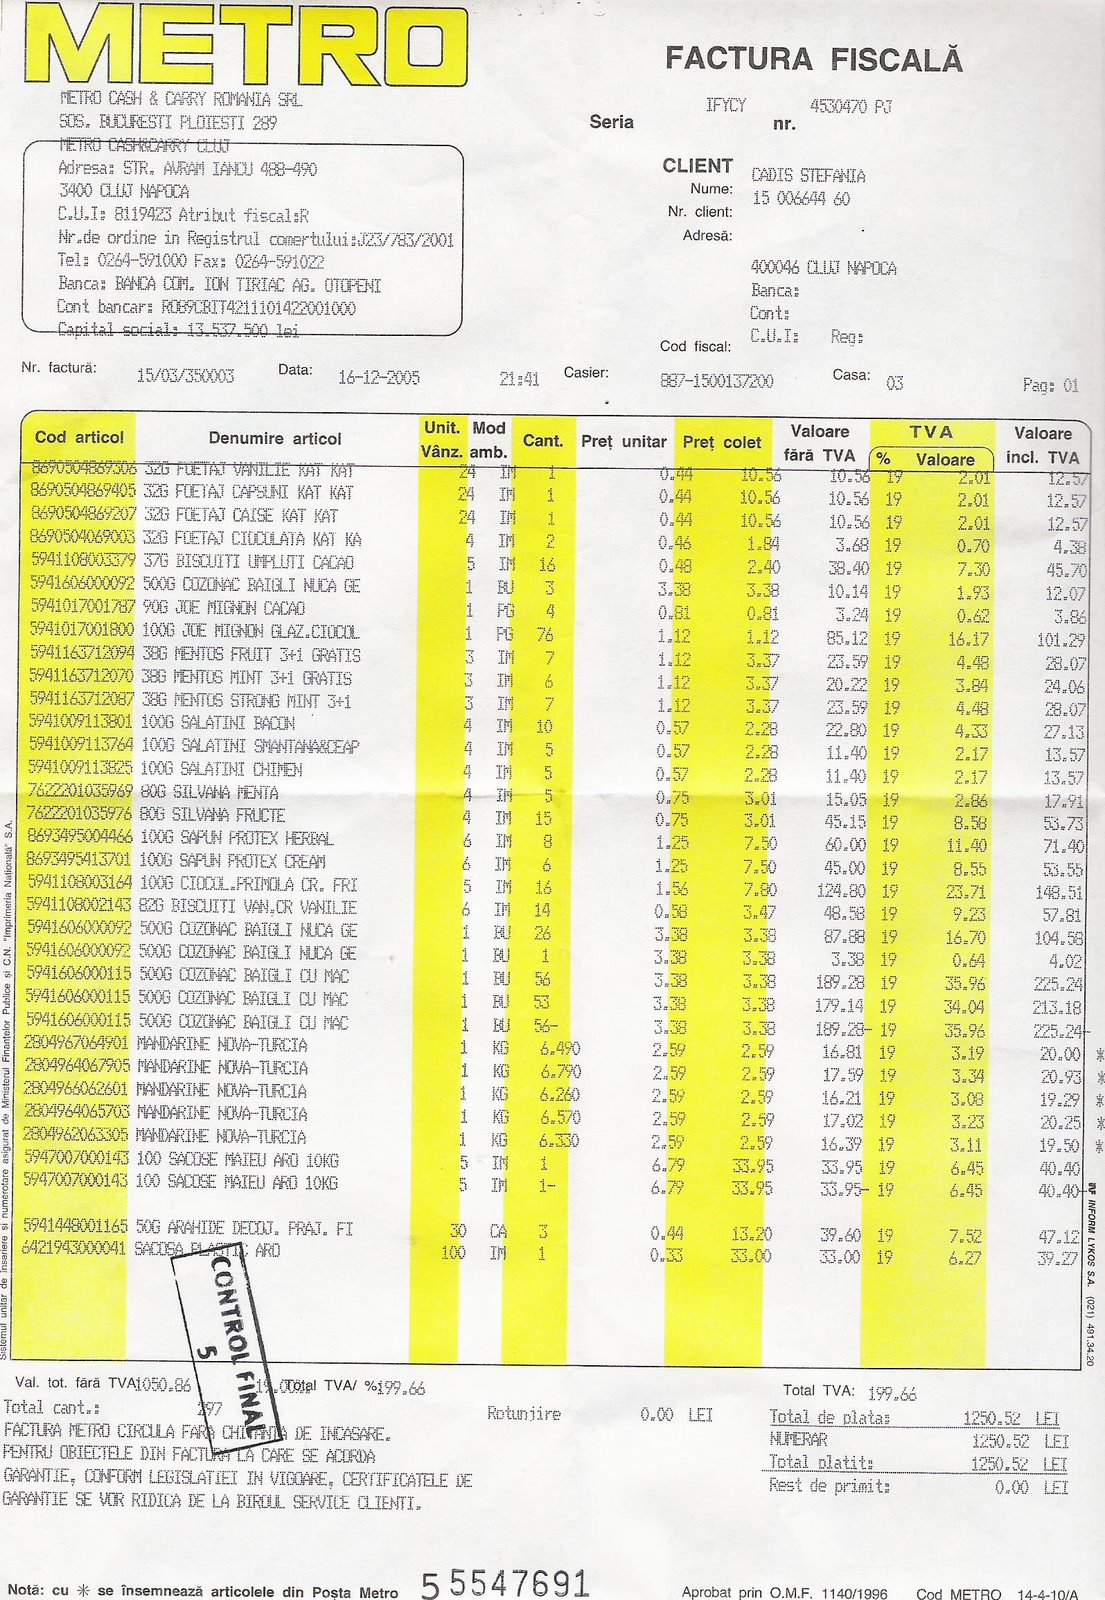 METRO
FACTURA FISCALĂ
METRO CASH & CARRY ROMANIA SRL
SOS. BUCURESTI PLOIESTI 289
Seria IFYCY nr. 4530470 PJ
METRO CASH&CARRY CLUJ
Adresa: STR. AVRAM IANCU 488-490
3400 CLUJ NAPOCA
C.U.I: 8119423 Atribut fiscal:R
Nr.de ordine in Registrul comertului:J23/783/2001
Tel: 0264-591000 Fax: 0264-591022
Banca: BANCA COM. ION TIRIAC AG. OTOPENI
Cont bancar: RO89CBIT4211101422001000
Capital social: 13.537.500 lei
CLIENT
Nume: CADIS STEFANIA
Nr. client: 15 006644 60
Adresă:
400046 CLUJ NAPOCA
Banca:
Cont:
Cod fiscal: C.U.I: Reg:
Nr. factură: 15/03/350003 Data: 16-12-2005 21:41 Casier: 887-1500137200 Casa: 03 Pag: 01
Cod articol Denumire articol Unit. Vânz. Mod amb. Cant. Preț unitar Preț colet Valoare fără TVA TVA % Valoare Valoare incl. TVA
8690504869306 32G FOETAJ VANILIE KAT KAT 24 IM 1 0.44 10.56 10.56 19 2.01 12.57
8690504869405 32G FOETAJ CAPSUNI KAT KAT 24 IM 1 0.44 10.56 10.56 19 2.01 12.57
8690504869207 32G FOETAJ CAISE KAT KAT 24 IM 1 0.44 10.56 10.56 19 2.01 12.57
8690504069003 32G FOETAJ CIOCOLATA KAT KA 4 IM 2 0.46 1.84 3.68 19 0.70 4.38
5941108003379 37G BISCUITI UMPLUTI CACAO 5 IM 16 0.48 2.40 38.40 19 7.30 45.70
5941606000092 500G COZONAC BAIGLI NUCA GE 1 BU 3 3.38 3.38 10.14 19 1.93 12.07
5941017001787 90G JOE MIGNON CACAO 1 PG 4 0.81 0.81 3.24 19 0.62 3.86
5941017001800 100G JOE MIGNON GLAZ.CIOCOL 1 PG 76 1.12 1.12 85.12 19 16.17 101.29
5941163712094 38G MENTOS FRUIT 3+1 GRATIS 3 IM 7 1.12 3.37 23.59 19 4.48 28.07
5941163712070 38G MENTOS MINT 3+1 GRATIS 3 IM 6 1.12 3.37 20.22 19 3.84 24.06
5941163712087 38G MENTOS STRONG MINT 3+1 3 IM 7 1.12 3.37 23.59 19 4.48 28.07
5941009113801 100G SALATINI BACON 4 IM 10 0.57 2.28 22.80 19 4.33 27.13
5941009113764 100G SALATINI SMANTANA&CEAP 4 IM 5 0.57 2.28 11.40 19 2.17 13.57
5941009113825 100G SALATINI CHIMEN 4 IM 5 0.57 2.28 11.40 19 2.17 13.57
7622201035969 80G SILVANA MENTA 4 IM 5 0.75 3.01 15.05 19 2.86 17.91
7622201035976 80G SILVANA FRUCTE 4 IM 15 0.75 3.01 45.15 19 8.58 53.73
8693495004466 100G SAPUN PROTEX HERBAL 6 IM 8 1.25 7.50 60.00 19 11.40 71.40
8693495413701 100G SAPUN PROTEX CREAM 6 IM 6 1.25 7.50 45.00 19 8.55 53.55
5941108003164 100G CIOCOL.PRIMOLA CR. FRI 5 IM 16 1.56 7.80 124.80 19 23.71 148.51
5941108002143 82G BISCUITI VAN.CR VANILIE 6 IM 14 0.58 3.47 48.58 19 9.23 57.81
5941606000092 500G COZONAC BAIGLI NUCA GE 1 BU 26 3.38 3.38 87.88 19 16.70 104.58
5941606000092 500G COZONAC BAIGLI NUCA GE 1 BU 1 3.38 3.38 3.38 19 0.64 4.02
5941606000115 500G COZONAC BAIGLI CU MAC 1 BU 56 3.38 3.38 189.28 19 35.96 225.24
5941606000115 500G COZONAC BAIGLI CU MAC 1 BU 53 3.38 3.38 179.14 19 34.04 213.18
5941606000115 500G COZONAC BAIGLI CU MAC 1 BU 56- 3.38 3.38 189.28- 19 35.96 225.24-
2804967064901 MANDARINE NOVA-TURCIA 1 KG 6.490 2.59 2.59 16.81 19 3.19 20.00 *
2804964067905 MANDARINE NOVA-TURCIA 1 KG 6.790 2.59 2.59 17.59 19 3.34 20.93 *
2804966062601 MANDARINE NOVA-TURCIA 1 KG 6.260 2.59 2.59 16.21 19 3.08 19.29 *
2804964065703 MANDARINE NOVA-TURCIA 1 KG 6.570 2.59 2.59 17.02 19 3.23 20.25 *
2804962063305 MANDARINE NOVA-TURCIA 1 KG 6.330 2.59 2.59 16.39 19 3.11 19.50 *
5947007000143 100 SACOSE MAIEU ARO 10KG 5 IM 1 6.79 33.95 33.95 19 6.45 40.40
5947007000143 100 SACOSE MAIEU ARO 10KG 5 IM 1- 6.79 33.95 33.95- 19 6.45 40.40-
5941448001165 50G ARAHIDE DECOJ. PRAJ. FI 30 CA 3 0.44 13.20 39.60 19 7.52 47.12
6421943000041 SACOSA PLASTIC ARO 100 IM 1 0.33 33.00 33.00 19 6.27 39.27
CONTROL FINAL
5
Val. tot. fără TVA 1050.86 19.00% Total TVA/ %: 199.66 Total TVA: 199.66
Total cant.: 297 Rotunjire 0.00 LEI Total de plata: 1250.52 LEI
FACTURA METRO CIRCULA FARA CHITANTA DE INCASARE. NUMERAR 1250.52 LEI
PENTRU OBIECTELE DIN FACTURA LA CARE SE ACORDA Total platit: 1250.52 LEI
GARANTIE, CONFORM LEGISLATIEI IN VIGOARE, CERTIFICATELE DE Rest de primit: 0.00 LEI
GARANTIE SE VOR RIDICA DE LA BIROUL SERVICE CLIENTI.
Notă: cu * se însemnează articolele din Poșta Metro 5 5547691 Aprobat prin O.M.F. 1140/1996 Cod METRO 14-4-10/A
Sistemul unitar de înseriere și numerotare asigurat de Ministerul Finanțelor Publice și C.N. "Imprimeria Națională" S.A.
INFORM LYKOS S.A. (021) 491.34.20